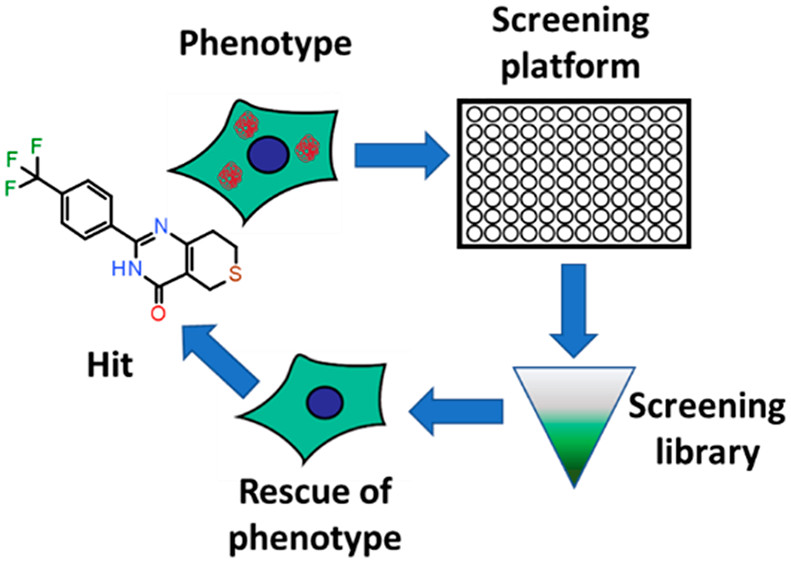 Phenotype
Screening
platform
F
F
F
N
HN
S
O
Hit
Screening
library
Rescue of
phenotype